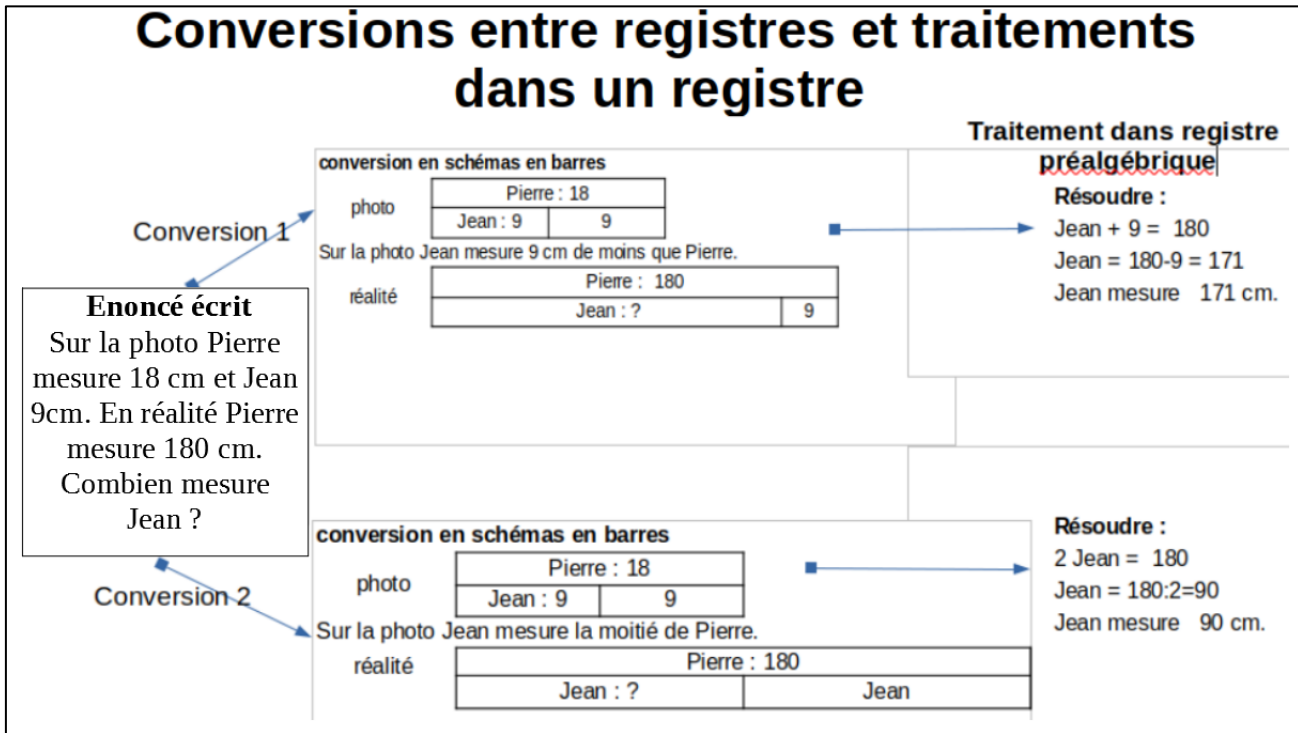 Conversions entre registres et traitements
dans un registre
Traitement dans registre
préalgébrique
conversion en schémas en barres
photo
Pierre : 18
Jean : 9
9
Sur la photo Jean mesure 9 cm de moins que Pierre.
réalité
Pierre : 180
Jean : ?
9
Résoudre :
Jean + 9 = 180
Jean = 180-9 = 171
Jean mesure 171 cm.
Conversion 1
Enoncé écrit
Sur la photo Pierre
mesure 18 cm et Jean
9cm. En réalité Pierre
mesure 180 cm.
Combien mesure
Jean ?
Conversion 2
conversion en schémas en barres
photo
Pierre : 18
Jean : 9
9
Sur la photo Jean mesure la moitié de Pierre.
réalité
Pierre : 180
Jean : ?
Jean
Résoudre :
2 Jean = 180
Jean = 180:2=90
Jean mesure 90 cm.